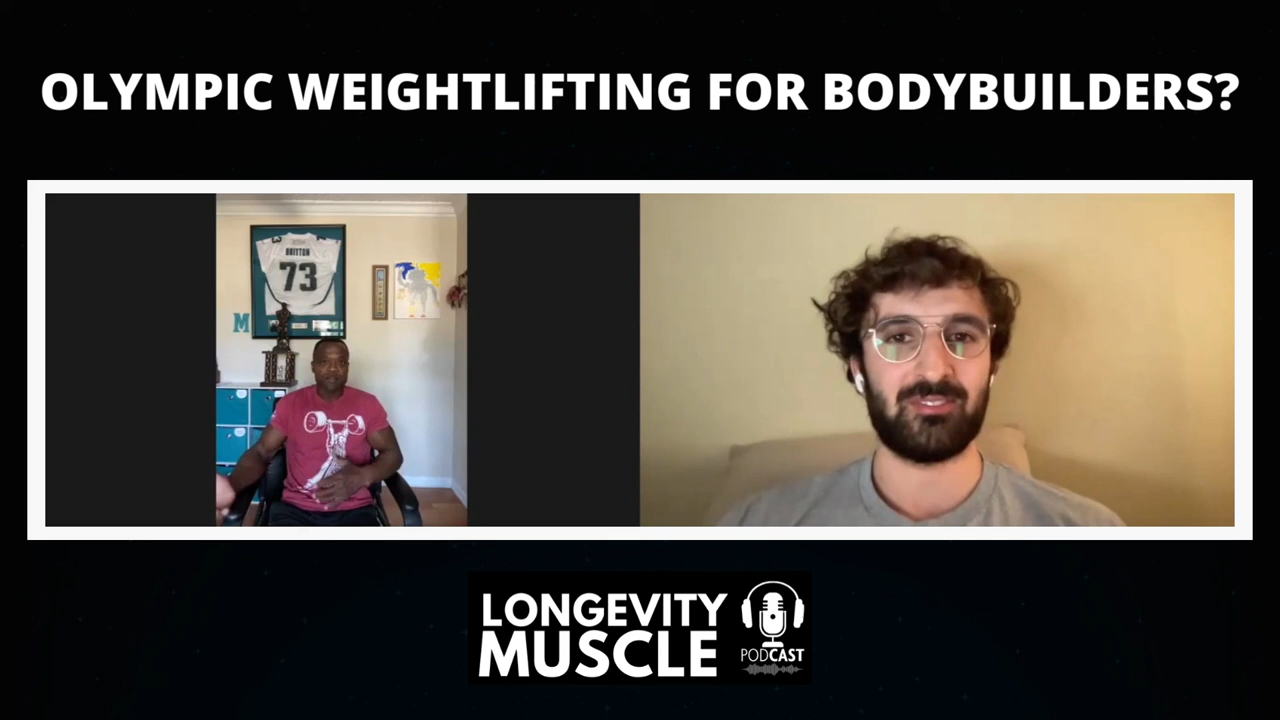 OLYMPIC WEIGHTLIFTING FOR BODYBUILDERS?
BRITTON
73
M
LONGEVITY
MUSCLE
PODCAST